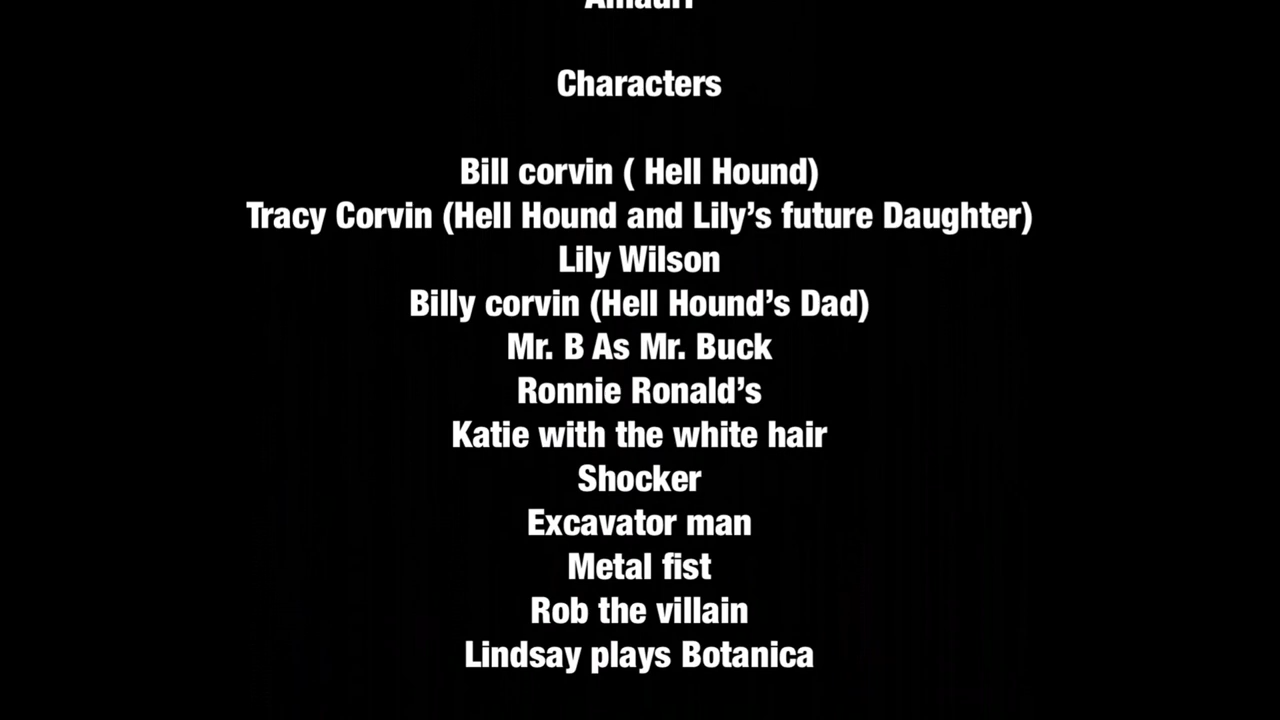 Characters
Bill corvin ( Hell Hound)
Tracy Corvin (Hell Hound and Lily’s future Daughter)
Lily Wilson
Billy corvin (Hell Hound’s Dad)
Mr. B As Mr. Buck
Ronnie Ronald’s
Katie with the white hair
Shocker
Excavator man
Metal fist
Rob the villain
Lindsay plays Botanica